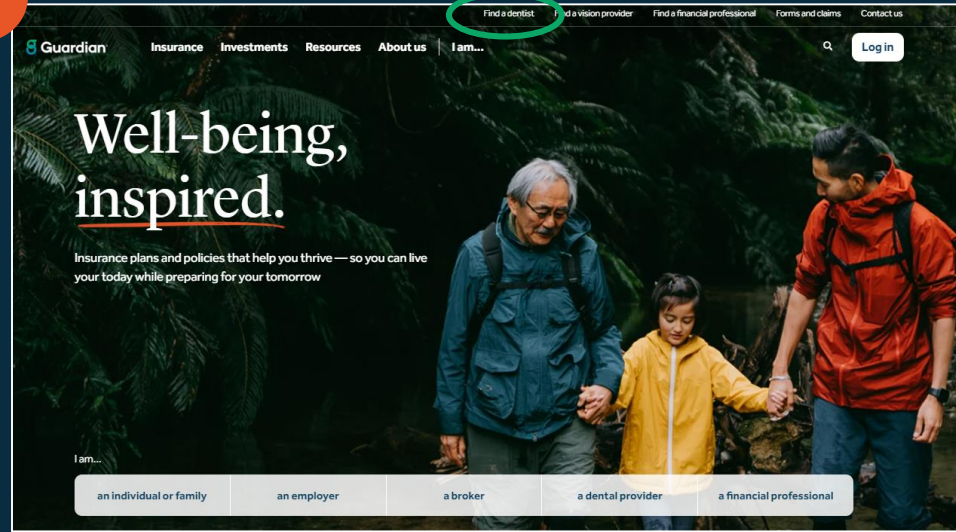 Find a dentist Find a vision provider Find a financial professional Forms and claims Contact us
Guardian Insurance Investments Resources About us I am... Log in
Well-being,
inspired.
Insurance plans and policies that help you thrive — so you can live
your today while preparing for your tomorrow
I am...
an individual or family an employer a broker a dental provider a financial professional